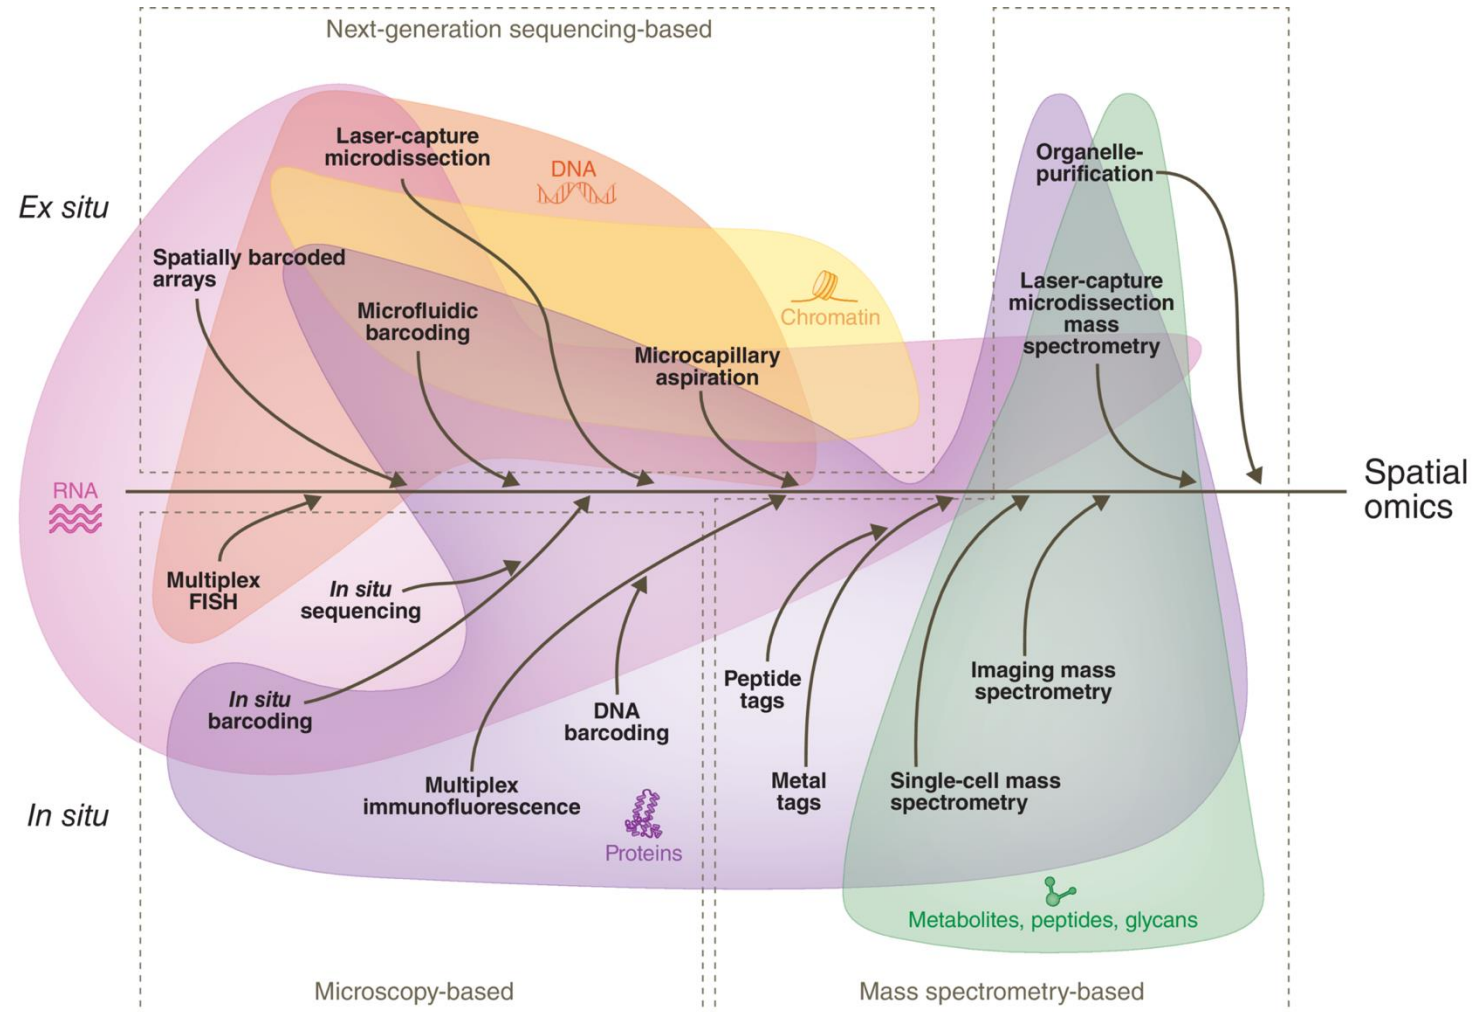 Next-generation sequencing-based
Ex situ
Laser-capture
microdissection
DNA
Spatially barcoded
arrays
Microfluidic
barcoding
Chromatin
Microcapillary
aspiration
Organelle-
purification
Laser-capture
microdissection
mass
spectrometry
RNA
Spatial
omics
Multiplex
FISH
In situ
sequencing
In situ
barcoding
DNA
barcoding
Multiplex
immunofluorescence
Peptide
tags
Metal
tags
Imaging mass
spectrometry
Single-cell mass
spectrometry
In situ
Proteins
Metabolites, peptides, glycans
Microscopy-based
Mass spectrometry-based